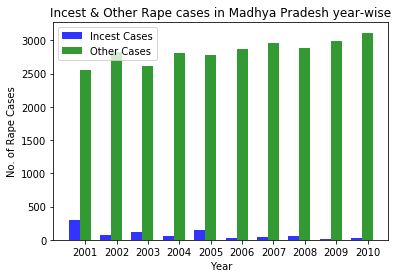 Incest & Other Rape cases in Madhya Pradesh year-wise
Incest Cases
Other Cases
No. of Rape Cases
3000
2500
2000
1500
1000
500
0
2001 2002 2003 2004 2005 2006 2007 2008 2009 2010
Year